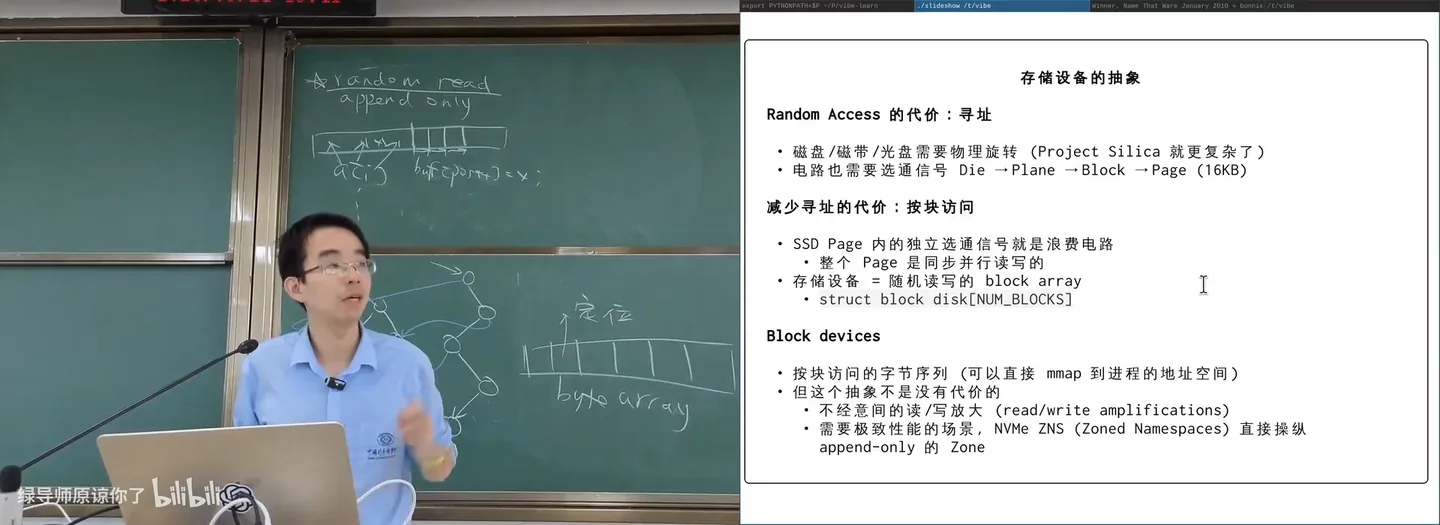 random read
append only
a[i]
定位
byte array
绿导师原谅你了 bilibili
export PYTHONPATH=$P ~/P/vibe-learn
./slideshow /t/vibe
Winner, Name That Ware January 2010 « bunnie /t/vibe
存储设备的抽象
Random Access 的代价：寻址
• 磁盘/磁带/光盘需要物理旋转 (Project Silica 就更复杂了)
• 电路也需要选通信号 Die →Plane →Block →Page (16KB)
减少寻址的代价：按块访问
• SSD Page 内的独立选通信号就是浪费电路
• 整个 Page 是同步并行读写的
• 存储设备 = 随机读写的 block array
• struct block disk[NUM_BLOCKS]
Block devices
• 按块访问的字节序列 (可以直接 mmap 到进程的地址空间)
• 但这个抽象不是没有代价的
• 不经意间的读/写放大 (read/write amplifications)
• 需要极致性能的场景, NVMe ZNS (Zoned Namespaces) 直接操纵
append-only 的 Zone